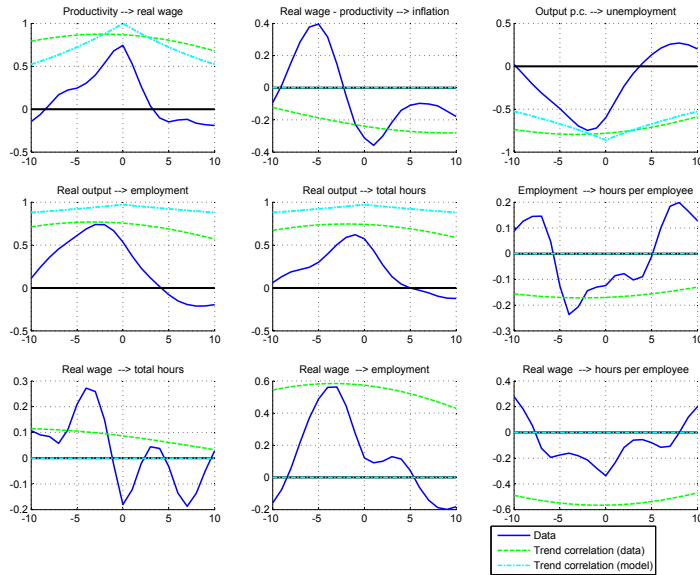 Productivity --> real wage
Real wage - productivity --> inflation
Output p.c. --> unemployment
1
0.5
0
-0.5
-10 -5 0 5 10
0.4
0.2
0
-0.2
-0.4
-10 -5 0 5 10
0.5
0
-0.5
-1
-10 -5 0 5 10
Real output --> employment
Real output --> total hours
Employment --> hours per employee
1
0.5
0
-0.5
-10 -5 0 5 10
1
0.5
0
-0.5
-10 -5 0 5 10
0.2
0.1
0
-0.1
-0.2
-0.3
-10 -5 0 5 10
Real wage --> total hours
Real wage --> employment
Real wage --> hours per employee
0.3
0.2
0.1
0
-0.1
-0.2
-10 -5 0 5 10
0.6
0.4
0.2
0
-0.2
-10 -5 0 5 10
0.4
0.2
0
-0.2
-0.4
-0.6
-10 -5 0 5 10
Data
Trend correlation (data)
Trend correlation (model)